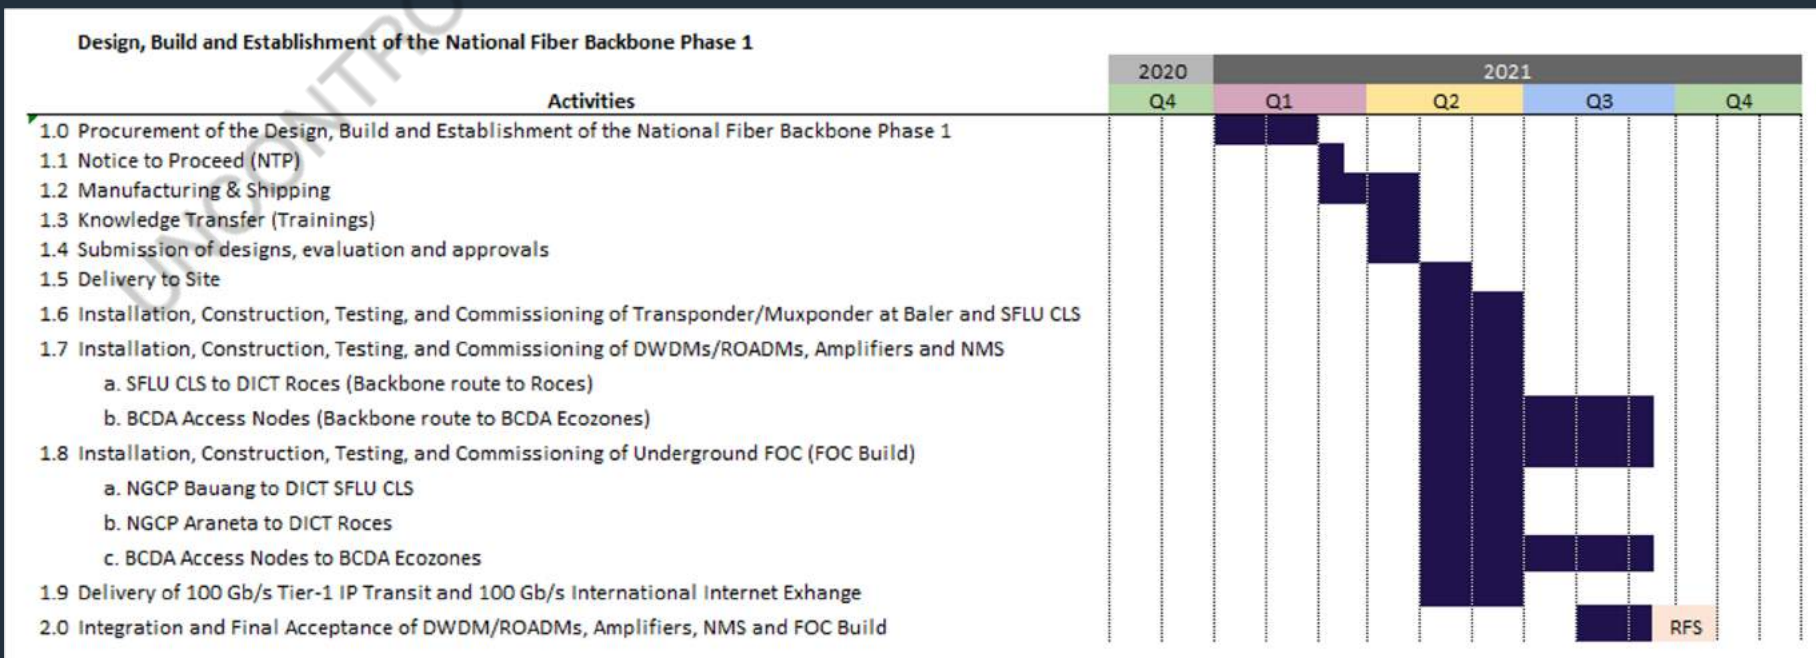 Design, Build and Establishment of the National Fiber Backbone Phase 1
2020 2021
Activities Q4 Q1 Q2 Q3 Q4
1.0 Procurement of the Design, Build and Establishment of the National Fiber Backbone Phase 1
1.1 Notice to Proceed (NTP)
1.2 Manufacturing & Shipping
1.3 Knowledge Transfer (Trainings)
1.4 Submission of designs, evaluation and approvals
1.5 Delivery to Site
1.6 Installation, Construction, Testing, and Commissioning of Transponder/Muxponder at Baler and SFLU CLS
1.7 Installation, Construction, Testing, and Commissioning of DWDMs/ROADMs, Amplifiers and NMS
a. SFLU CLS to DICT Roces (Backbone route to Roces)
b. BCDA Access Nodes (Backbone route to BCDA Ecozones)
1.8 Installation, Construction, Testing, and Commissioning of Underground FOC (FOC Build)
a. NGCP Bauang to DICT SFLU CLS
b. NGCP Araneta to DICT Roces
c. BCDA Access Nodes to BCDA Ecozones
1.9 Delivery of 100 Gb/s Tier-1 IP Transit and 100 Gb/s International Internet Exhange
2.0 Integration and Final Acceptance of DWDM/ROADMs, Amplifiers, NMS and FOC Build RFS